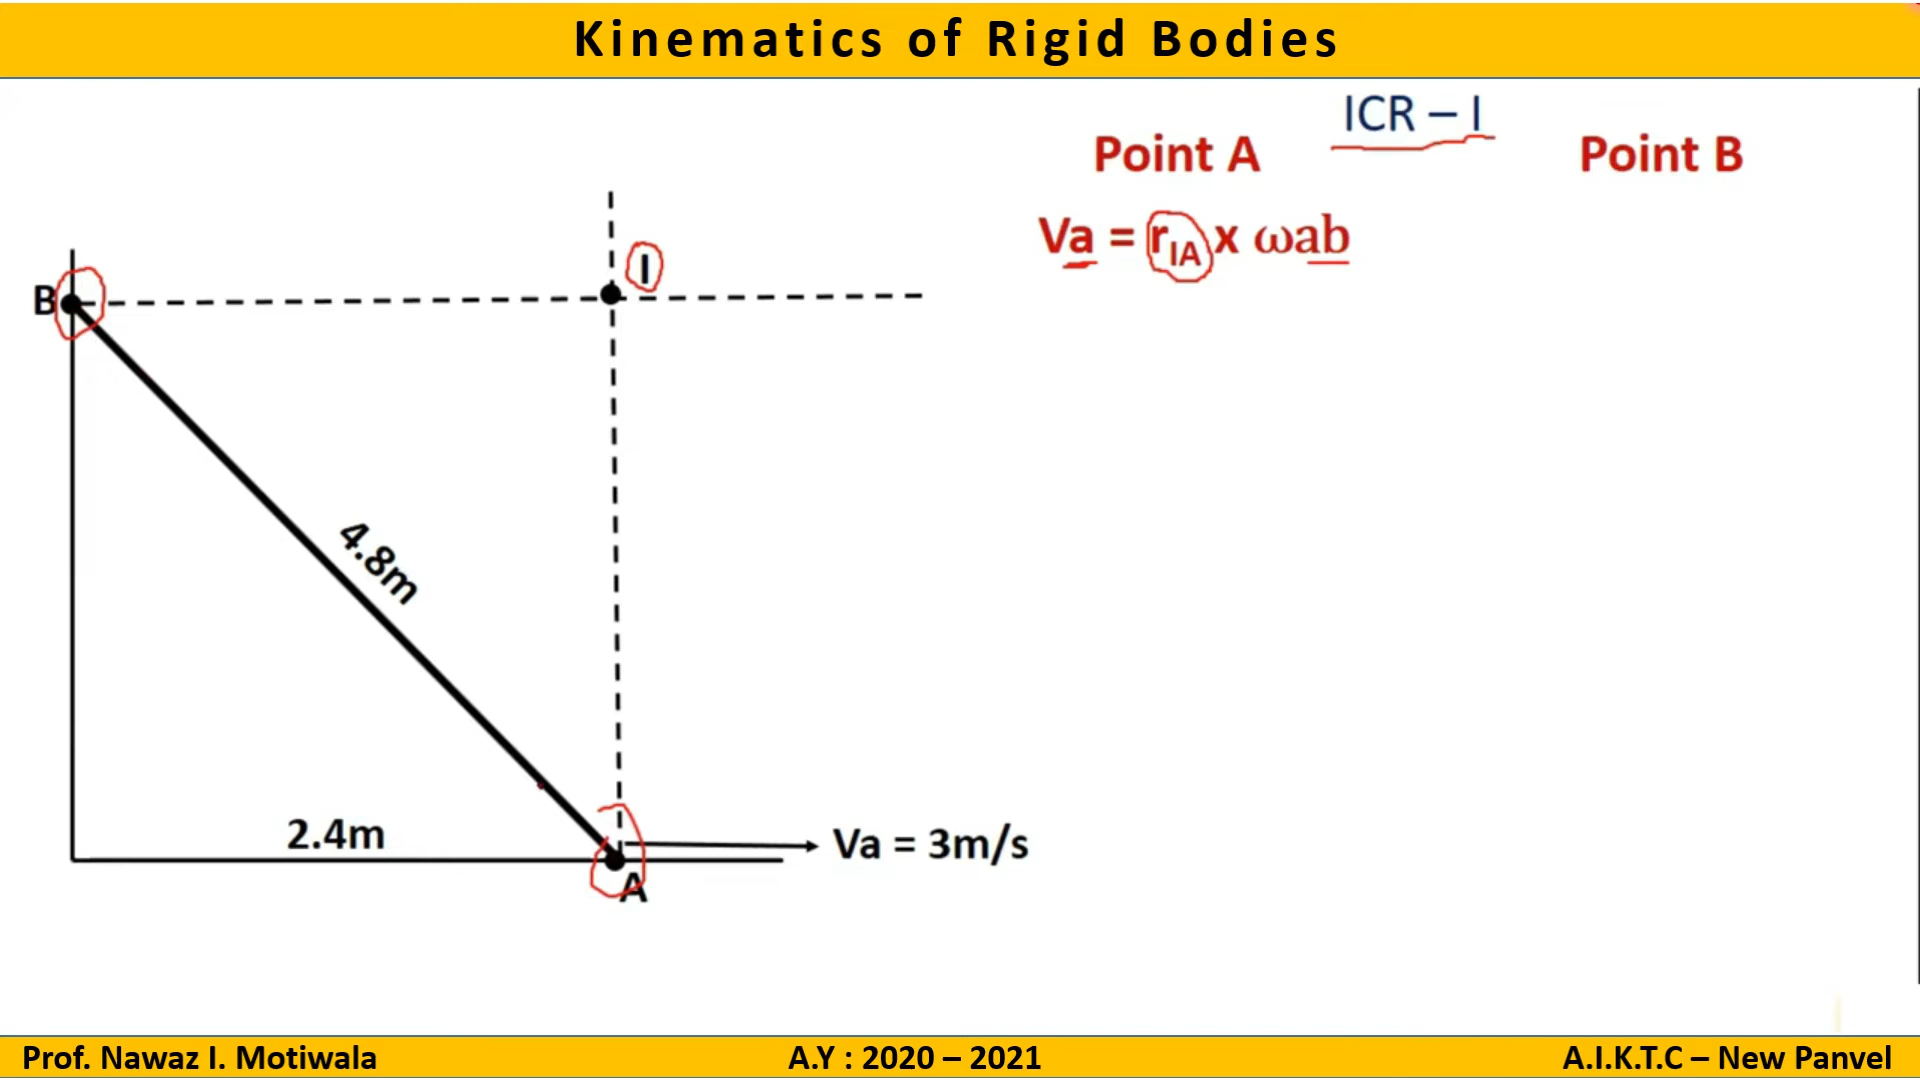 Kinematics of Rigid Bodies
ICR – I
Point A
Point B
Va = rIA x ωab
I
B
4.8m
2.4m
Va = 3m/s
A
Prof. Nawaz I. Motiwala
A.Y : 2020 – 2021
A.I.K.T.C – New Panvel